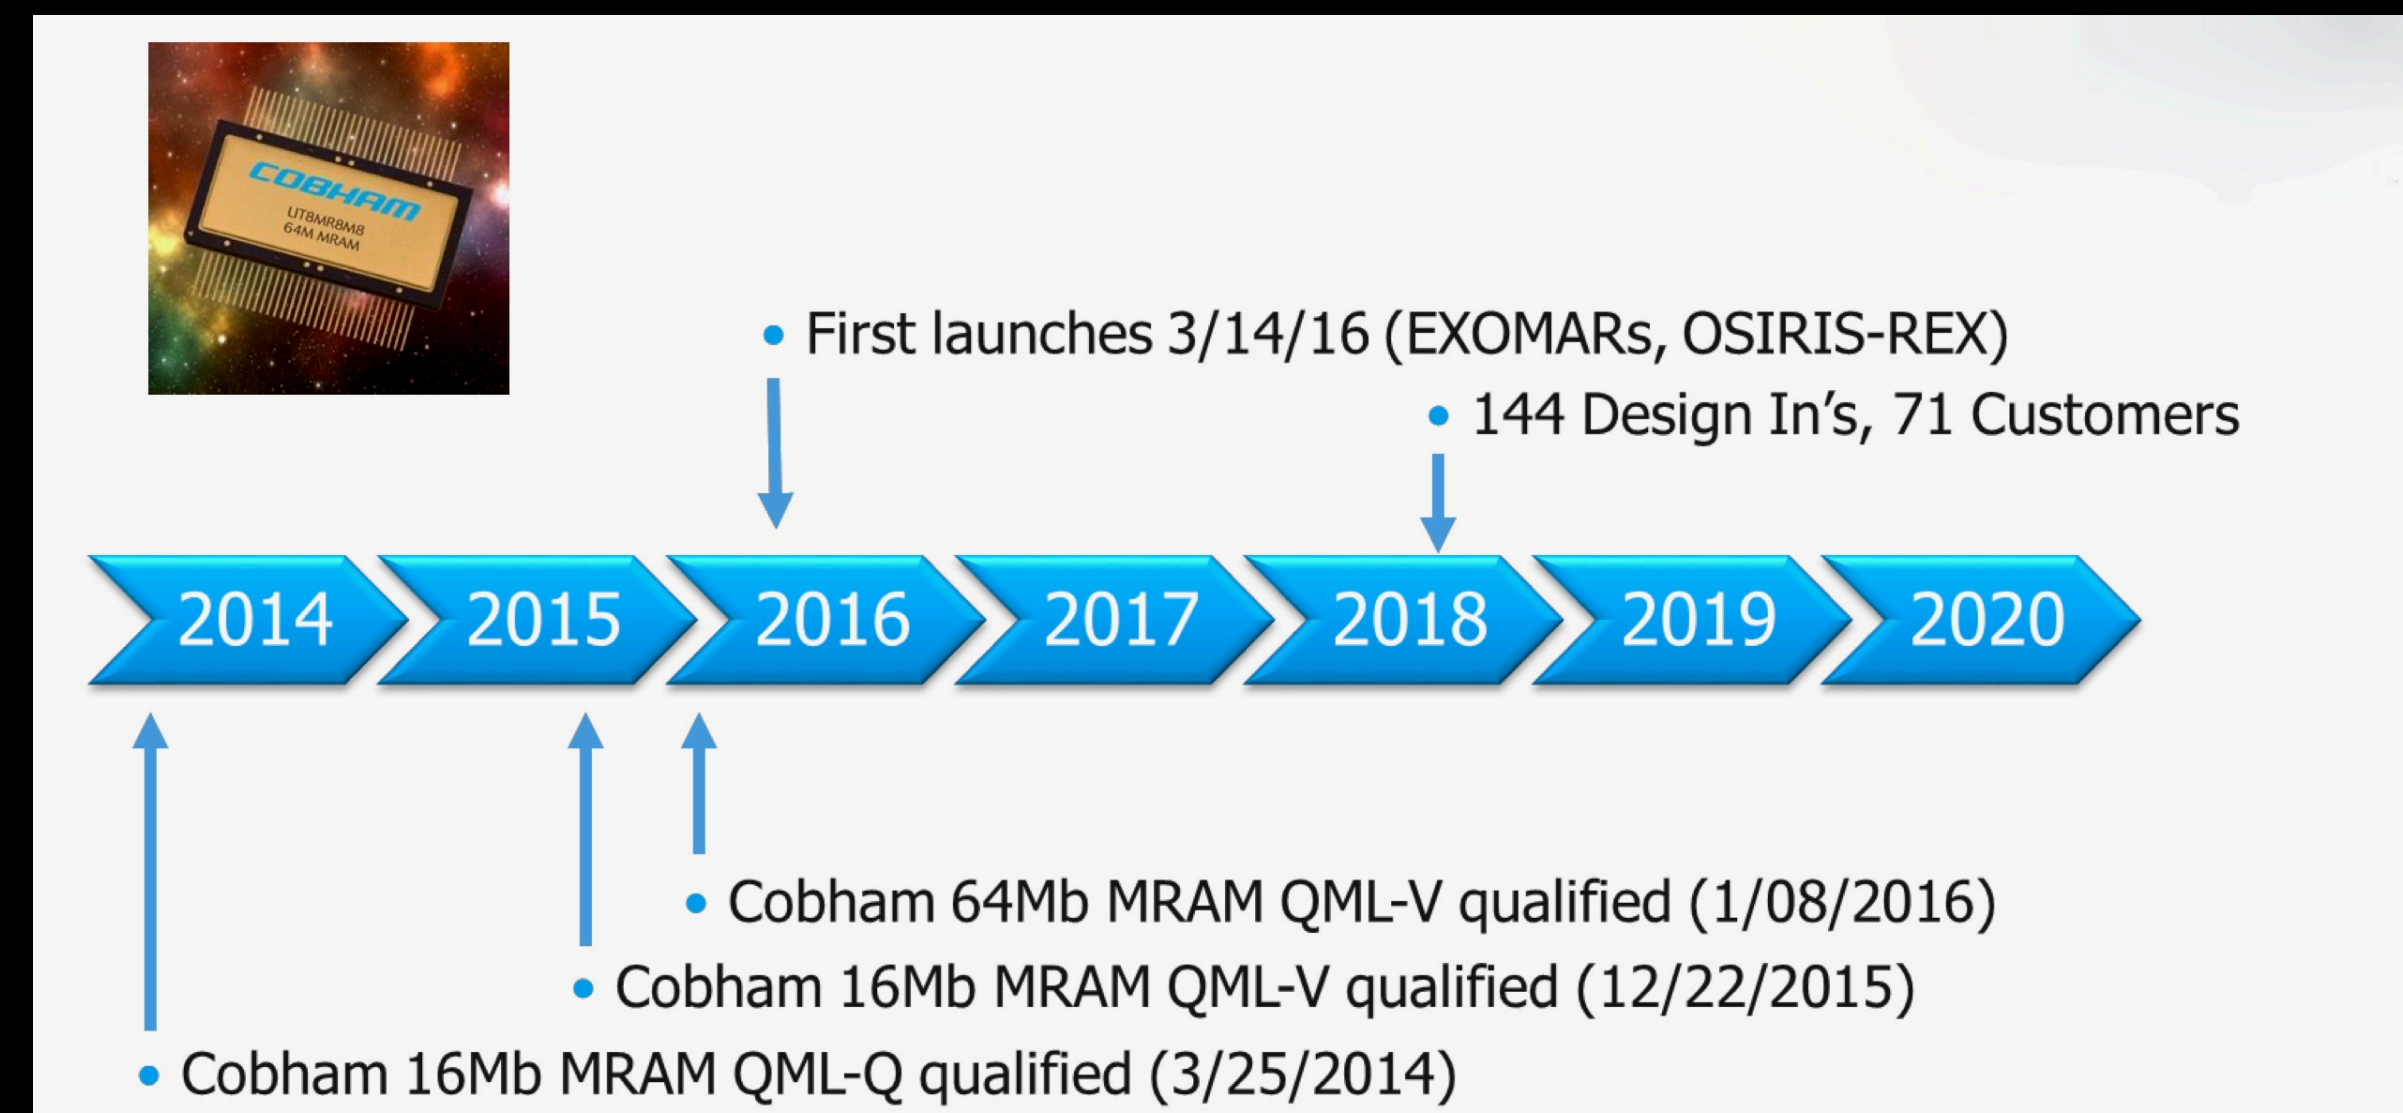 COBHAM
UT8MR8M8
64M MRAM
• First launches 3/14/16 (EXOMARs, OSIRIS-REX)
• 144 Design In’s, 71 Customers
2014 2015 2016 2017 2018 2019 2020
• Cobham 64Mb MRAM QML-V qualified (1/08/2016)
• Cobham 16Mb MRAM QML-V qualified (12/22/2015)
• Cobham 16Mb MRAM QML-Q qualified (3/25/2014)